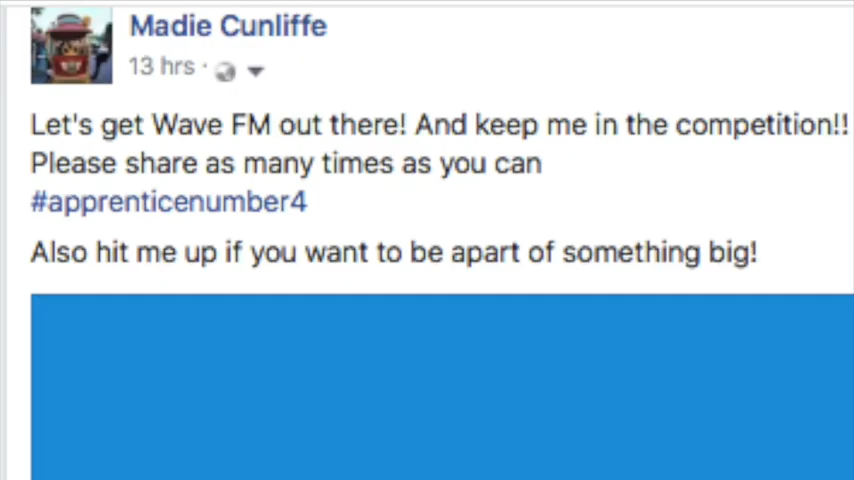 Madie Cunliffe
13 hrs ·
Let's get Wave FM out there! And keep me in the competition!!
Please share as many times as you can
#apprenticenumber4
Also hit me up if you want to be apart of something big!